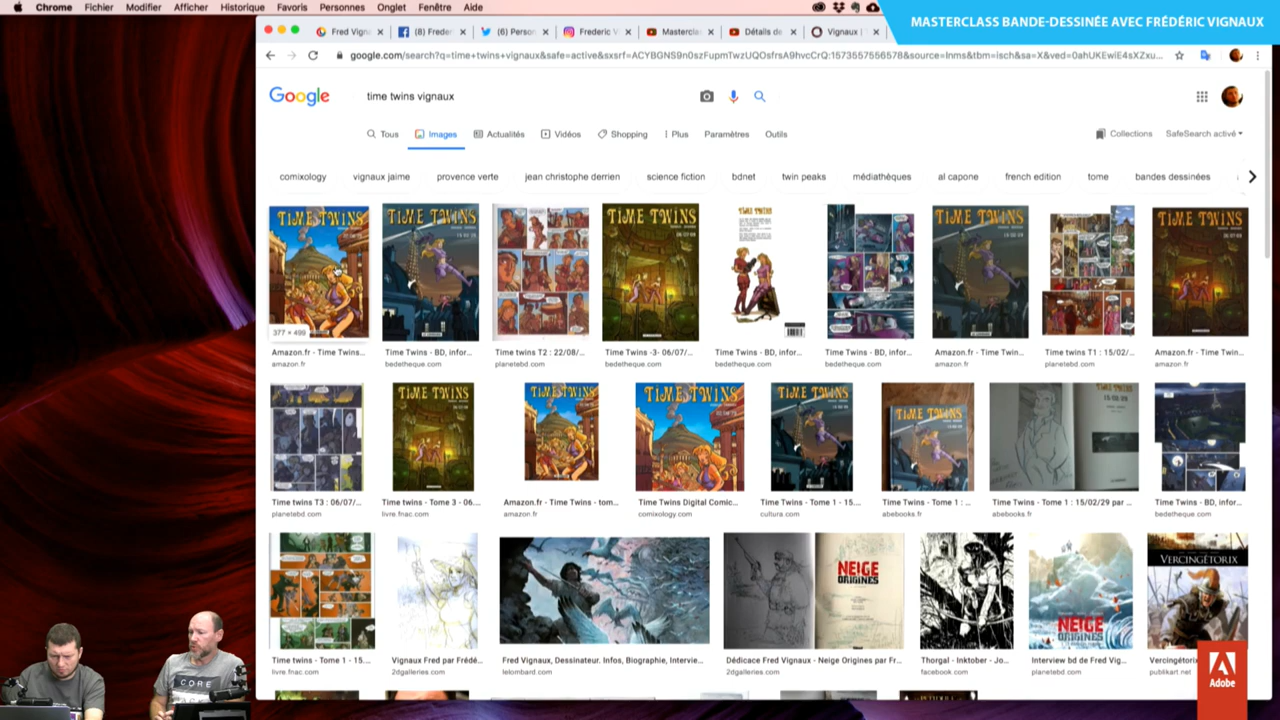 Chrome Fichier Modifier Afficher Historique Favoris Personnes Onglet Fenêtre Aide
MASTERCLASS BANDE-DESSINÉE AVEC FRÉDÉRIC VIGNAUX
Fred Vigna (8) Frederi (6) Person Frederic V Masterclas Détails de Vignaux |
google.com/search?q=time+twins+vignaux&safe=active&sxsrf=ACYBGNS9n0szFupmTwzUQOsfrsA9hvcCrQ:1573557556578&source=lnms&tbm=isch&sa=X&ved=0ahUKEwiE4sXZxu...
Google time twins vignaux
Tous Images Actualités Vidéos Shopping Plus Paramètres Outils Collections SafeSearch activé
comixology vignaux jaime provence verte jean christophe derrien science fiction bdnet twin peaks médiathèques al capone french edition tome bandes dessinées
TIME TWINS TIME TWINS TIME TWINS TIME TWINS TIME TWINS TIME TWINS
377 × 499
Amazon.fr - Time Twins... Time Twins - BD, infor... Time twins T2 : 22/08/... Time Twins -3- 06/07/... Time Twins - BD, infor... Time Twins - BD, infor... Amazon.fr - Time Twin... Time twins T1 : 15/02/... Amazon.fr - Time Twin...
amazon.fr bedetheque.com planetebd.com bedetheque.com bedetheque.com bedetheque.com amazon.fr planetebd.com amazon.fr
TIME TWINS TIME TWINS TIME TWINS TIME TWINS TIME TWINS
Time twins T3 : 06/07/... Time twins - Tome 3 - 06.... Amazon.fr - Time Twins - tom... Time Twins Digital Comic... Time Twins - Tome 1 - 15.... Time Twins - Tome 1 : ... Time Twins - Tome 1 : 15/02/29 par ... Time Twins - BD, infor...
planetebd.com livre.fnac.com amazon.fr comixology.com cultura.com abebooks.fr abebooks.fr bedetheque.com
NEIGE ORIGINES
NEIGE ORIGINES
VERCINGÉTORIX
Time twins - Tome 1 - 15.... Vignaux Fred par Frédé... Fred Vignaux, Dessinateur. Infos, Biographie, Intervie... Dédicace Fred Vignaux - Neige Origines par Fr... Thorgal - Inktober - Jo... Interview bd de Fred Vig...
livre.fnac.com 2dgalleries.com lelombard.com 2dgalleries.com facebook.com planetebd.com publikart.net
CORE
Adobe